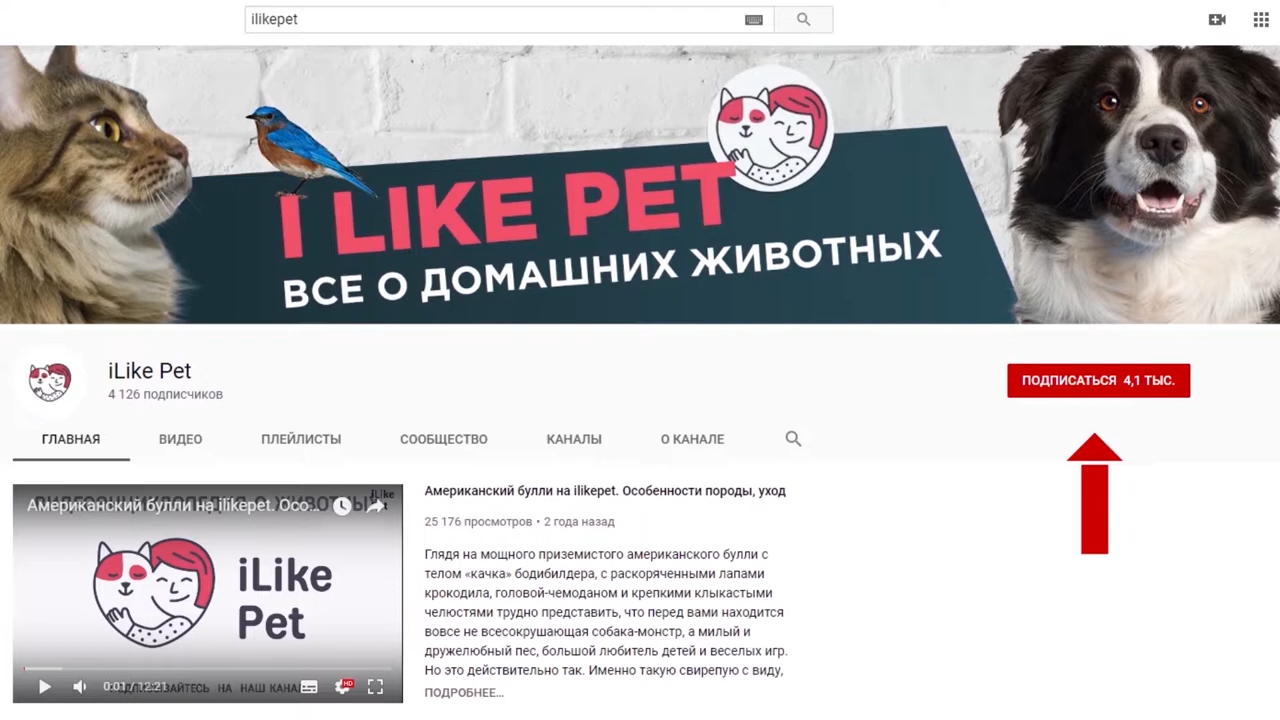 ilikepet
I LIKE PET
ВСЕ О ДОМАШНИХ ЖИВОТНЫХ
iLike Pet
4 126 подписчиков
ПОДПИСАТЬСЯ 4,1 ТЫС.
ГЛАВНАЯ ВИДЕО ПЛЕЙЛИСТЫ СООБЩЕСТВО КАНАЛЫ О КАНАЛЕ
Американский булли на ilikepet. Осо...
iLike
Pet
0:01 / 12:21
HD
НА НАШ
Американский булли на ilikepet. Особенности породы, уход
25 176 просмотров • 2 года назад
Глядя на мощного приземистого американского булли с
телом «качка» бодибилдера, с раскоряченными лапами
крокодила, головой-чемоданом и крепкими клыкастыми
челюстями трудно представить, что перед вами находится
вовсе не всесокрушающая собака-монстр, а милый и
дружелюбный пес, большой любитель детей и веселых игр.
Но это действительно так. Именно такую свирепую с виду,
ПОДРОБНЕЕ...